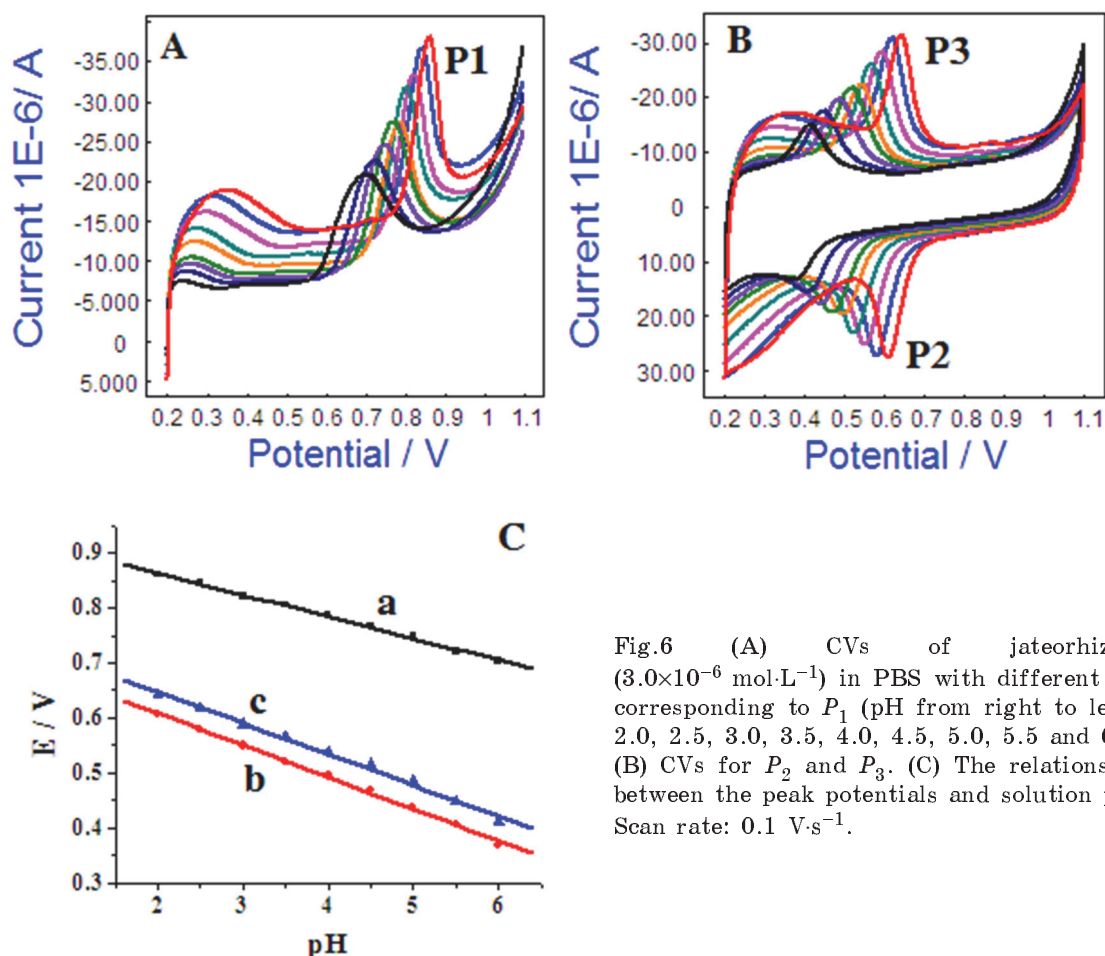 A
P1
-35.00
-30.00
-25.00
-20.00
-15.00
-10.00
-5.000
0
5.000
Current 1E-6/ A
0.2 0.3 0.4 0.5 0.6 0.7 0.8 0.9 1 1.1
Potential / V
B
P3
P2
-30.00
-20.00
-10.00
0
10.00
20.00
30.00
Current 1E-6/ A
0.2 0.3 0.4 0.5 0.6 0.7 0.8 0.9 1 1.1
Potential / V
C
a
c
b
0.9
0.8
0.7
0.6
0.5
0.4
0.3
E / V
2 3 4 5 6
pH
Fig.6 (A) CVs of jateorhiz
(3.0×10⁻⁶ mol·L⁻¹) in PBS with different
corresponding to P₁ (pH from right to le
2.0, 2.5, 3.0, 3.5, 4.0, 4.5, 5.0, 5.5 and
(B) CVs for P₂ and P₃. (C) The relations
between the peak potentials and solution
Scan rate: 0.1 V·s⁻¹.